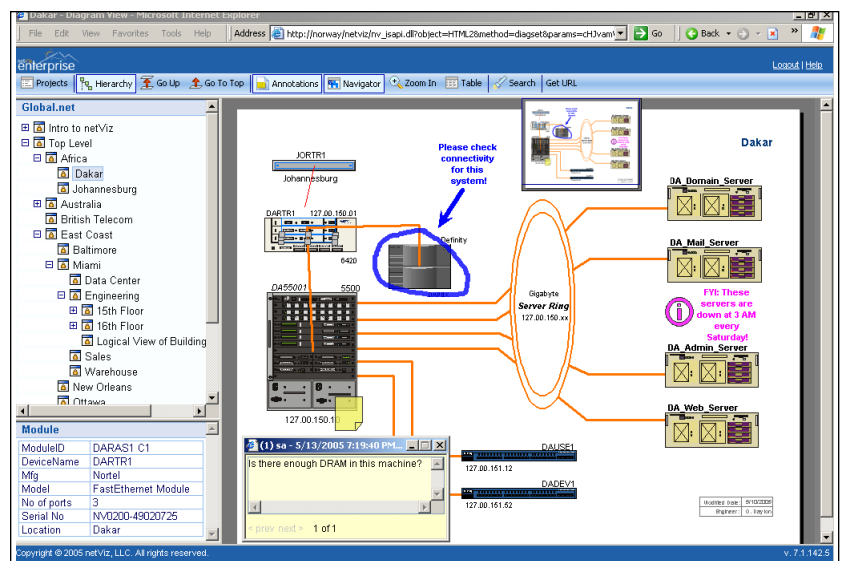 Dakar - Diagram View - Microsoft Internet Explorer
File Edit View Favorites Tools Help Address http://norway/netviz/nv_isapi.dll?object=HTML2&method=diagset&params=cHJvam Go Back
enterprise
Logout | Help
Projects Hierarchy Go Up Go To Top Annotations Navigator Zoom In Table Search Get URL
Global.net
Intro to netViz
Top Level
Africa
Dakar
Johannesburg
Australia
British Telecom
East Coast
Baltimore
Miami
Data Center
Engineering
15th Floor
16th Floor
Logical View of Building
Sales
Warehouse
New Orleans
Ottawa
Module
ModuleID DARAS1 C1
DeviceName DARTR1
Mfg Nortel
Model FastEthernet Module
No of ports 3
Serial No NV0200-49020725
Location Dakar
Dakar
JORTR1
Johannesburg
Please check
connectivity
for this
system!
DARTR1 127.00.150.01
6420
Definity
DA55001 5500
127.00.150.10
Gigabyte
Server Ring
127.00.150.xx
DA_Domain_Server
DA_Mail_Server
FYI: These
servers are
down at 3 AM
every
Saturday!
DA_Admin_Server
DA_Web_Server
(1) sa - 5/13/2005 7:19:40 PM...
Is there enough DRAM in this machine?
< prev next > 1 of 1
DAUSE1
127.00.151.12
DADEV1
127.00.151.52
Modified Date:
Engineer:
Copyright © 2005 netViz, LLC. All rights reserved.
v. 7.1.142.5